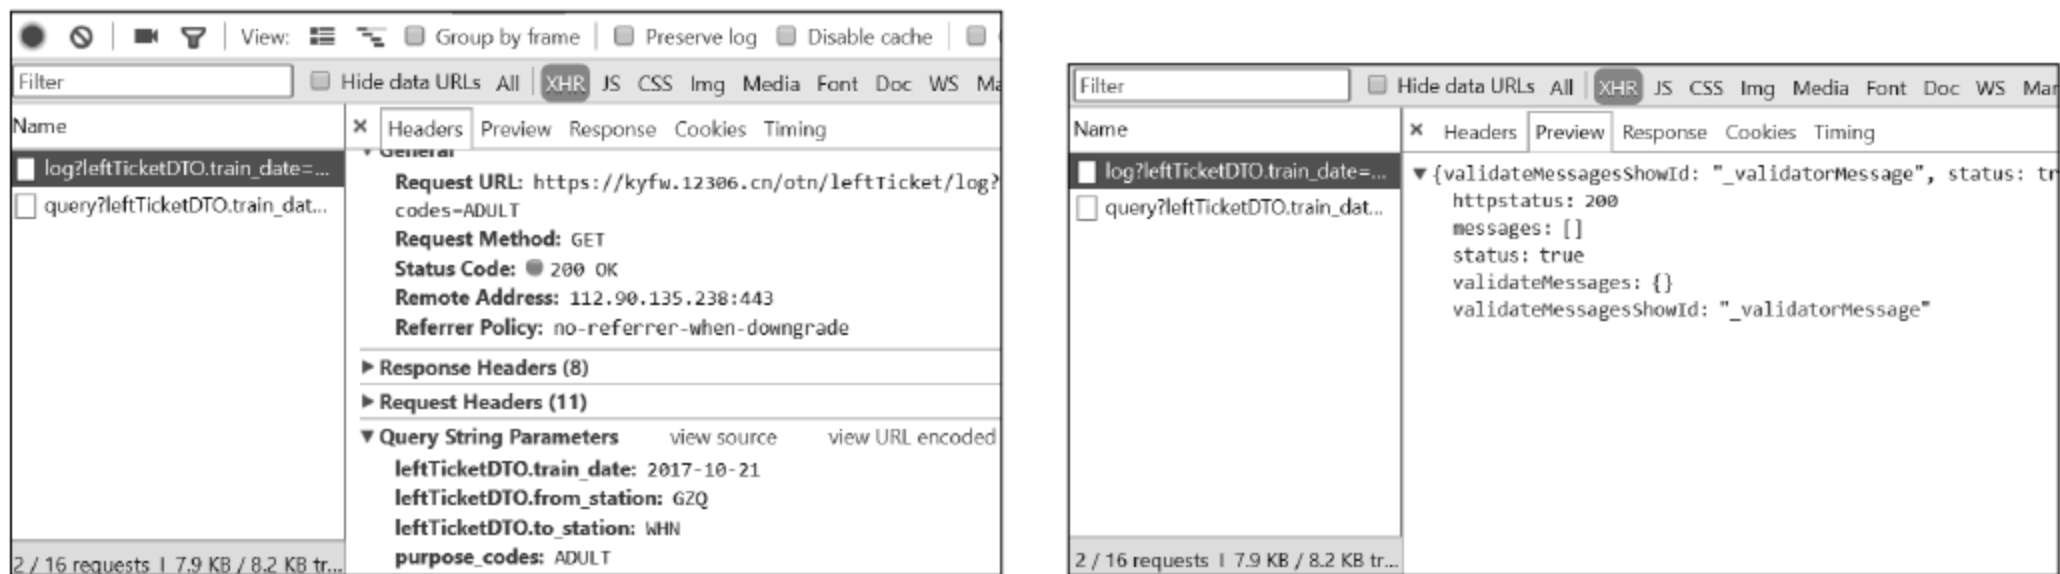 View: Group by frame Preserve log Disable cache
Filter Hide data URLs All XHR JS CSS Img Media Font Doc WS Ma
Name
× Headers Preview Response Cookies Timing
log?leftTicketDTO.train_date=...
query?leftTicketDTO.train_dat...
General
Request URL: https://kyfw.12306.cn/otn/leftTicket/log?
codes=ADULT
Request Method: GET
Status Code: 200 OK
Remote Address: 112.90.135.238:443
Referrer Policy: no-referrer-when-downgrade
Response Headers (8)
Request Headers (11)
Query String Parameters view source view URL encoded
leftTicketDTO.train_date: 2017-10-21
leftTicketDTO.from_station: GZQ
leftTicketDTO.to_station: WHN
purpose_codes: ADULT
2 / 16 requests | 7.9 KB / 8.2 KB tr...
Filter Hide data URLs All XHR JS CSS Img Media Font Doc WS Mar
Name
× Headers Preview Response Cookies Timing
log?leftTicketDTO.train_date=...
query?leftTicketDTO.train_dat...
{validateMessagesShowId: "_validatorMessage", status: tr
httpstatus: 200
messages: []
status: true
validateMessages: {}
validateMessagesShowId: "_validatorMessage"
2 / 16 requests | 7.9 KB / 8.2 KB tr...